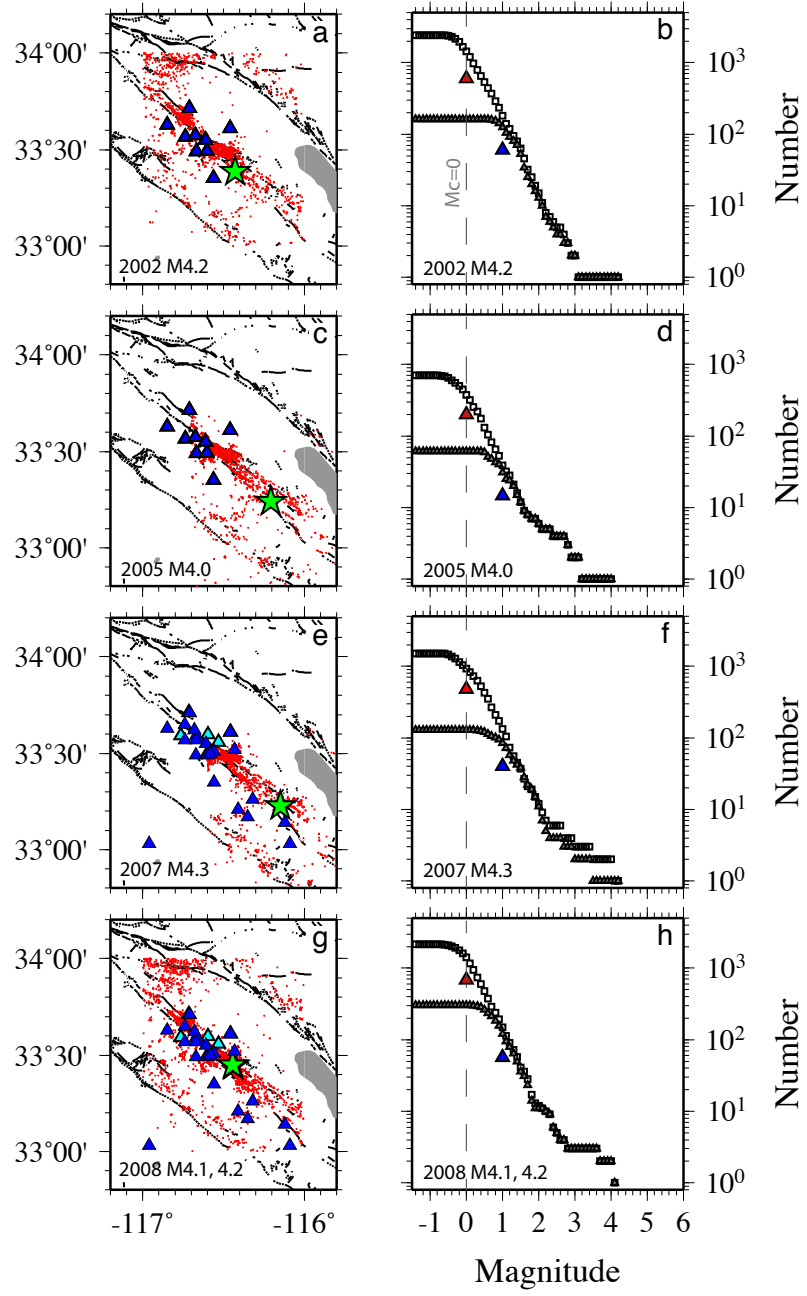 a
34°00'
33°30'
33°00'
2002 M4.2
b
10³
10²
10¹
10⁰
Number
Mc=0
2002 M4.2
c
34°00'
33°30'
33°00'
2005 M4.0
d
10³
10²
10¹
10⁰
Number
2005 M4.0
e
34°00'
33°30'
33°00'
2007 M4.3
f
10³
10²
10¹
10⁰
Number
2007 M4.3
g
34°00'
33°30'
33°00'
2008 M4.1, 4.2
-117° -116°
h
10³
10²
10¹
10⁰
Number
2008 M4.1, 4.2
-1 0 1 2 3 4 5 6
Magnitude